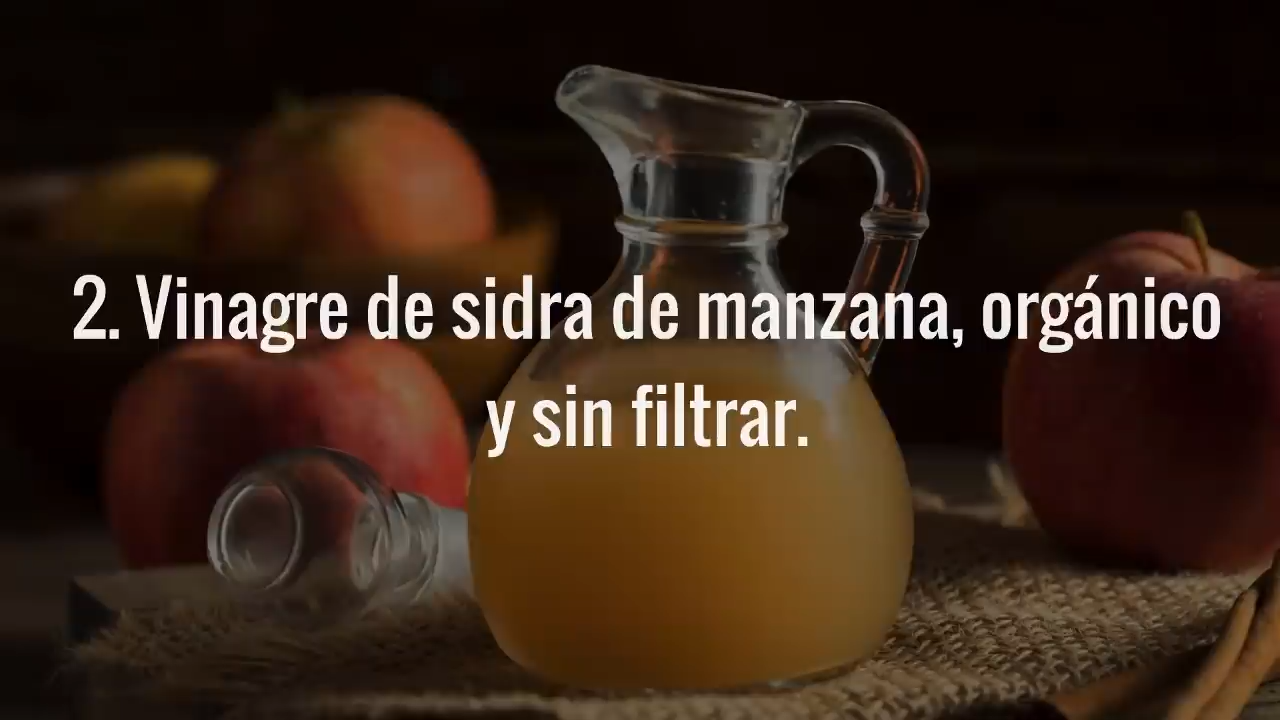 2. Vinagre de sidra de manzana, orgánico
y sin filtrar.